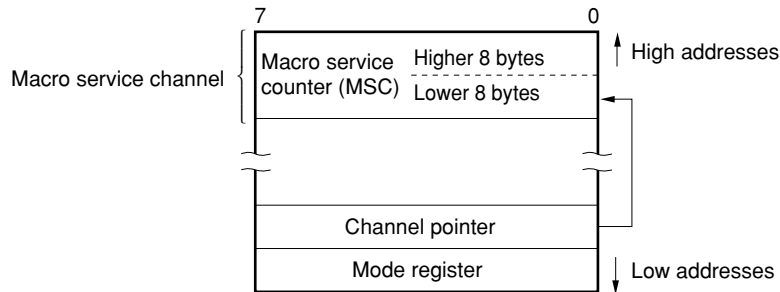 7 0
Higher 8 bytes
High addresses
Macro service channel
Macro service
counter (MSC)
Lower 8 bytes
Channel pointer
Mode register
Low addresses